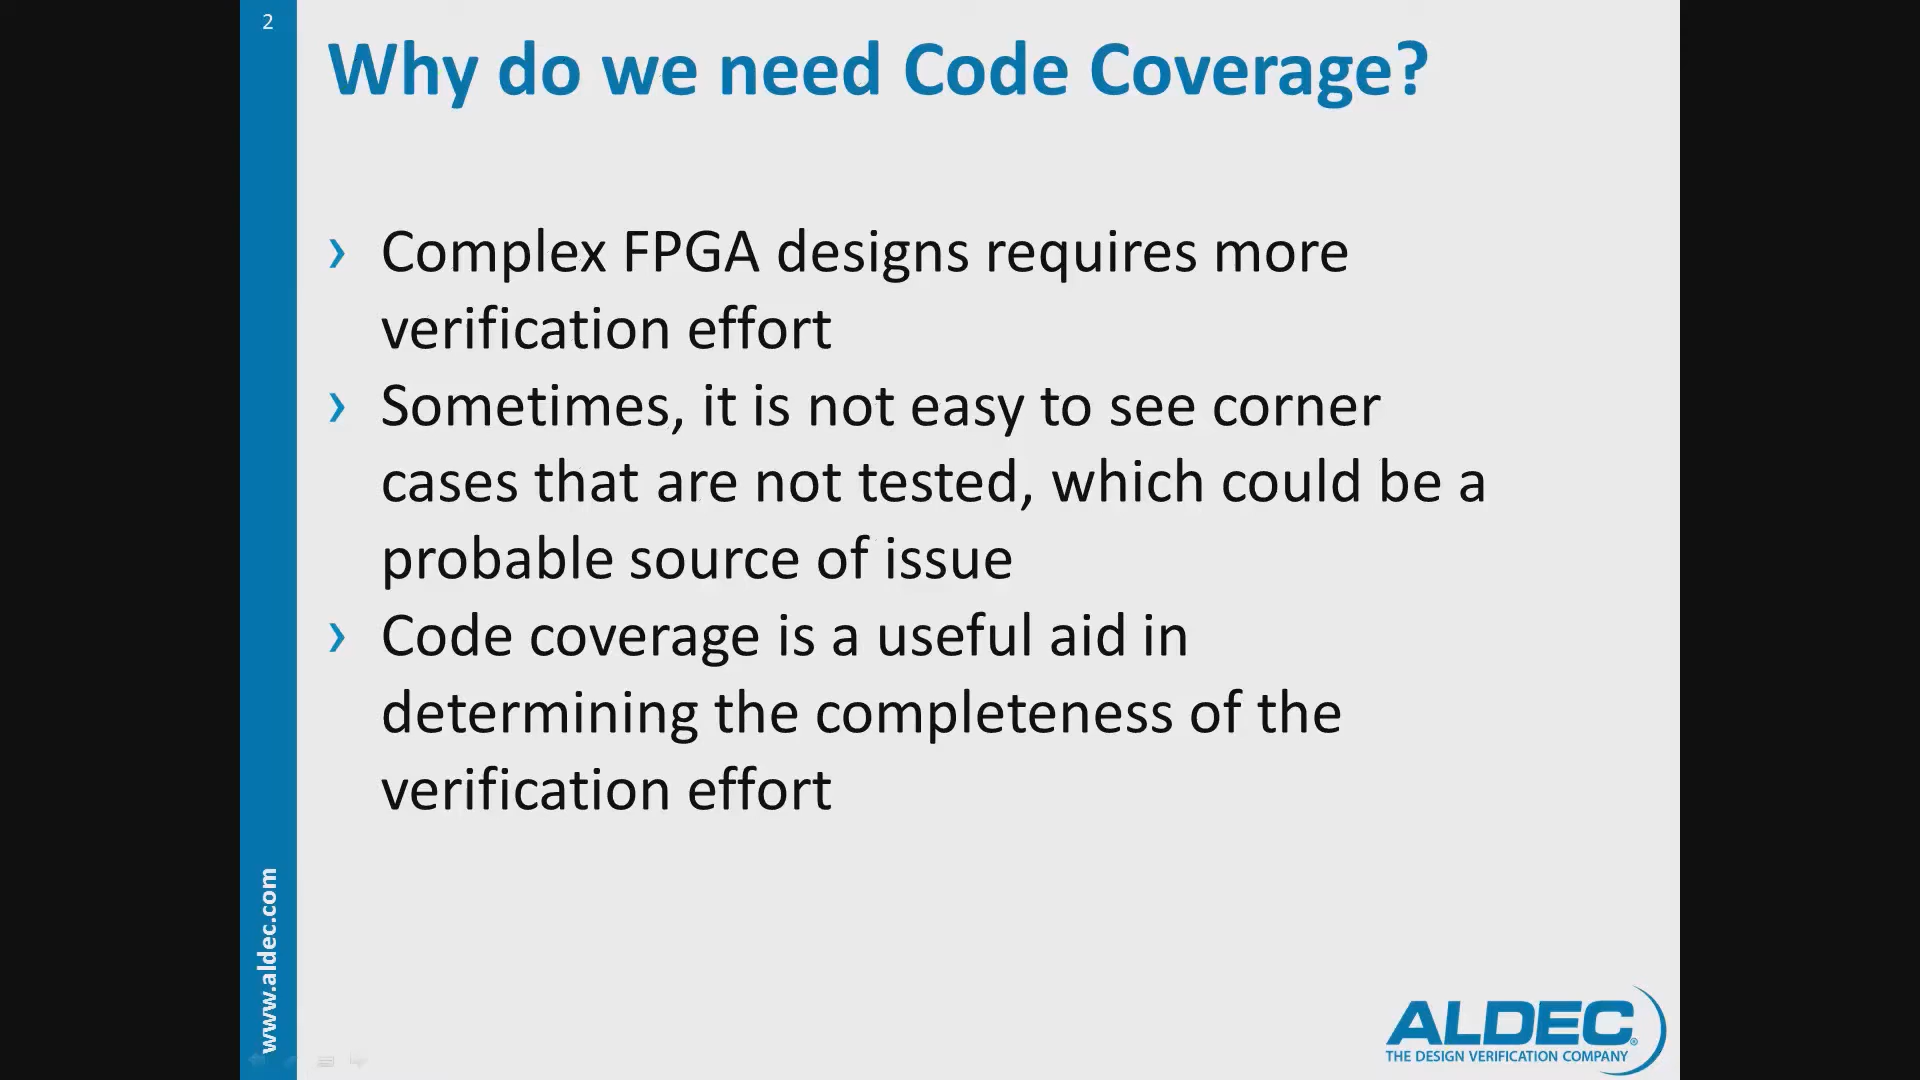 2
Why do we need Code Coverage?
› Complex FPGA designs requires more
verification effort
› Sometimes, it is not easy to see corner
cases that are not tested, which could be a
probable source of issue
› Code coverage is a useful aid in
determining the completeness of the
verification effort
www.aldec.com
ALDEC®
THE DESIGN VERIFICATION COMPANY